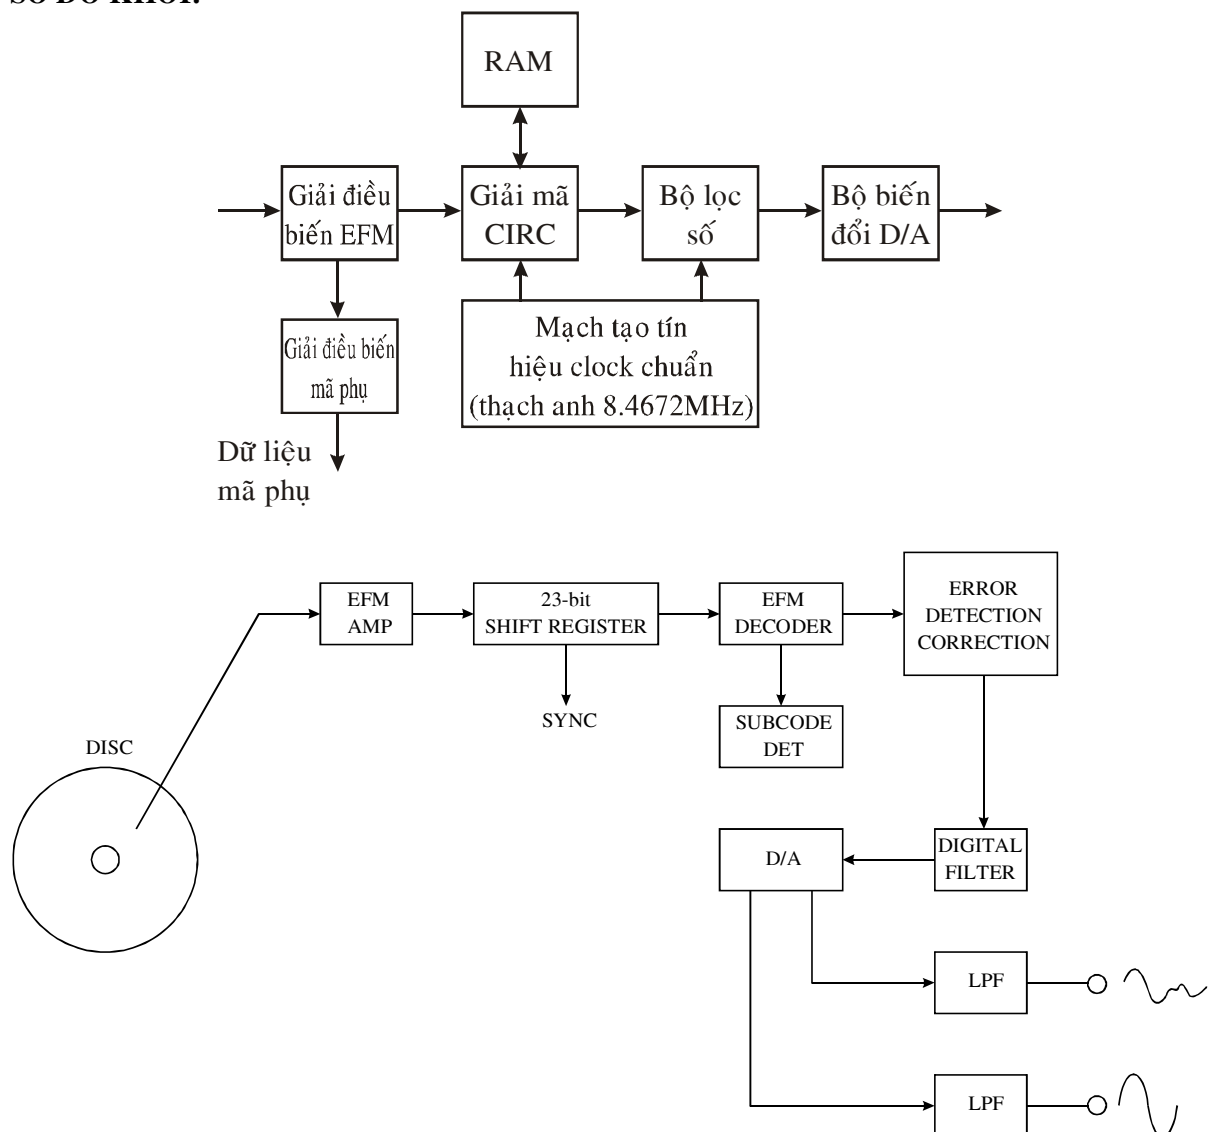 SƠ ĐỒ KHỐI:
RAM
Giải điều
biến EFM
Giải mã
CIRC
Bộ lọc
số
Bộ biến
đổi D/A
Giải điều biến
mã phụ
Mạch tạo tín
hiệu clock chuẩn
(thạch anh 8.4672MHz)
Dữ liệu
mã phụ
EFM
AMP
23-bit
SHIFT REGISTER
EFM
DECODER
ERROR
DETECTION
CORRECTION
SYNC
SUBCODE
DET
DISC
D/A
DIGITAL
FILTER
LPF
LPF